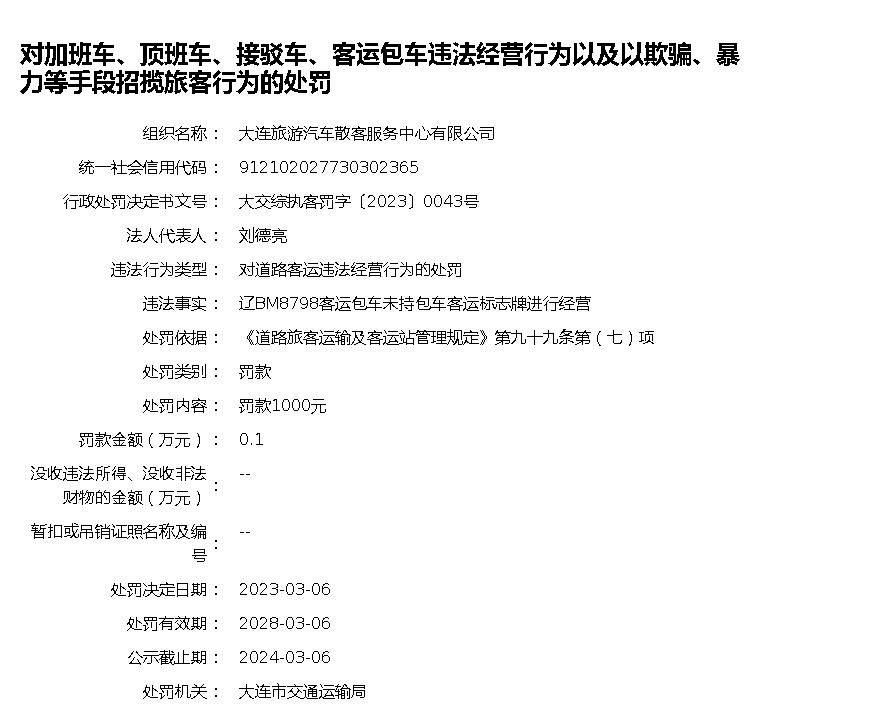 对加班车、顶班车、接驳车、客运包车违法经营行为以及以欺骗、暴
力等手段招揽旅客行为的处罚
组织名称： 大连旅游汽车散客服务中心有限公司
统一社会信用代码： 912102027730302365
行政处罚决定书文号： 大交综执客罚字〔2023〕0043号
法人代表人： 刘德亮
违法行为类型： 对道路客运违法经营行为的处罚
违法事实： 辽BM8798客运包车未持包车客运标志牌进行经营
处罚依据： 《道路旅客运输及客运站管理规定》第九十九条第（七）项
处罚类别： 罚款
处罚内容： 罚款1000元
罚款金额（万元）： 0.1
没收违法所得、没收非法
财物的金额（万元）： --
暂扣或吊销证照名称及编
号： --
处罚决定日期： 2023-03-06
处罚有效期： 2028-03-06
公示截止期： 2024-03-06
处罚机关： 大连市交通运输局